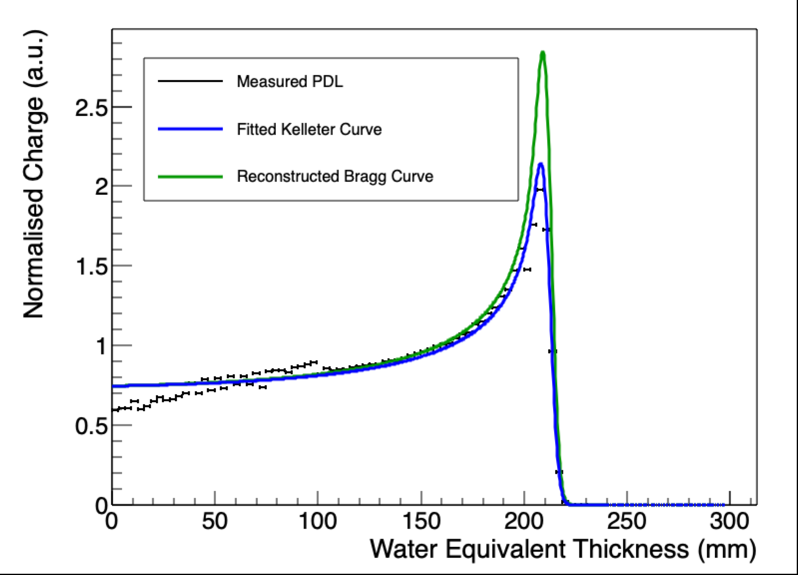 Normalised Charge (a.u.)
Measured PDL
Fitted Kelleter Curve
Reconstructed Bragg Curve
2.5
2
1.5
1
0.5
0
0 50 100 150 200 250 300
Water Equivalent Thickness (mm)